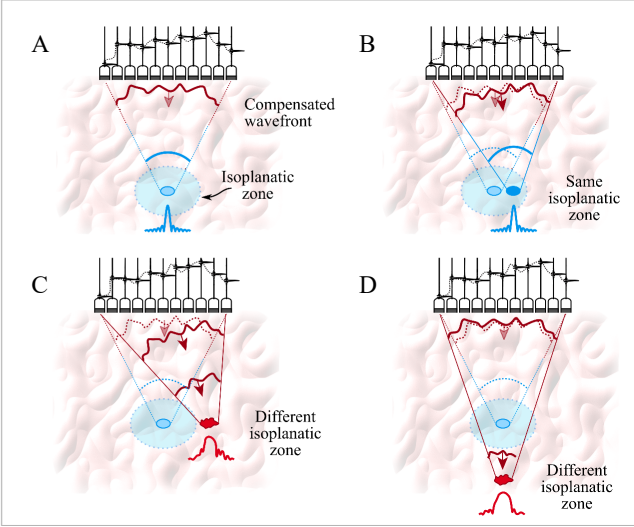 A
B
Compensated
wavefront
Isoplanatic
zone
Same
isoplanatic
zone
C
D
Different
isoplanatic
zone
Different
isoplanatic
zone